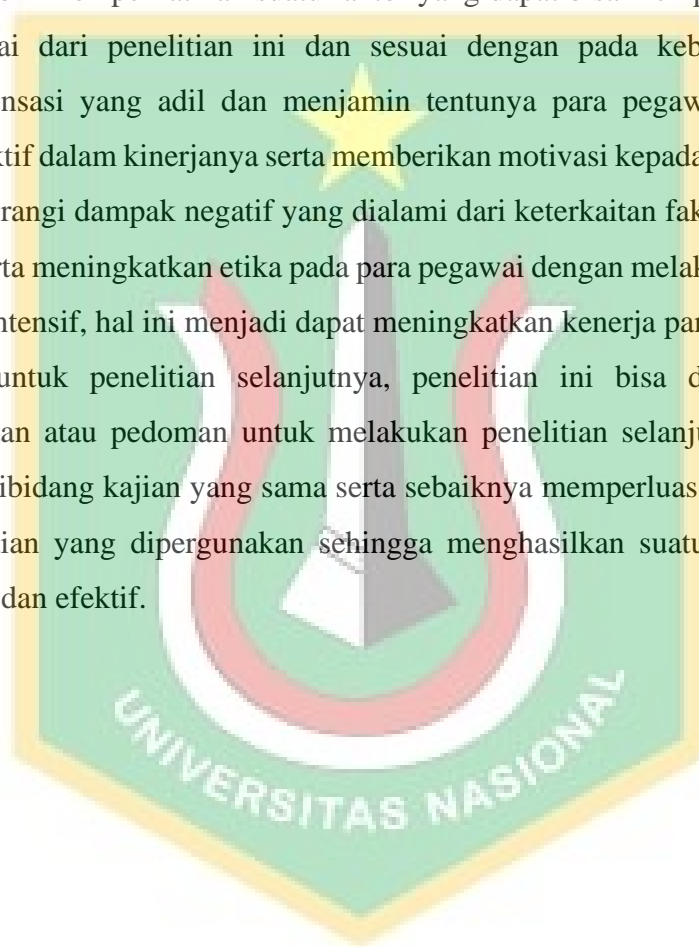 yang dapat bisa
ai dari penelitian ini dan sesuai dengan pada keb
nsasi yang adil dan menjamin tentunya para pegaw
ktif dalam kinerjanya serta memberikan motivasi kepada
rangi dampak negatif yang dialami dari keterkaitan fak
rta meningkatkan etika pada para pegawai dengan melak
ntensif, hal ini menjadi dapat meningkatkan kenerja par
untuk penelitian selanjutnya, penelitian ini bisa d
an atau pedoman untuk melakukan penelitian selanju
ibidang kajian yang sama serta sebaiknya memperluas
ian yang dipergunakan sehingga menghasilkan suatu
dan efektif.
UNIVERSITAS NASIONAL